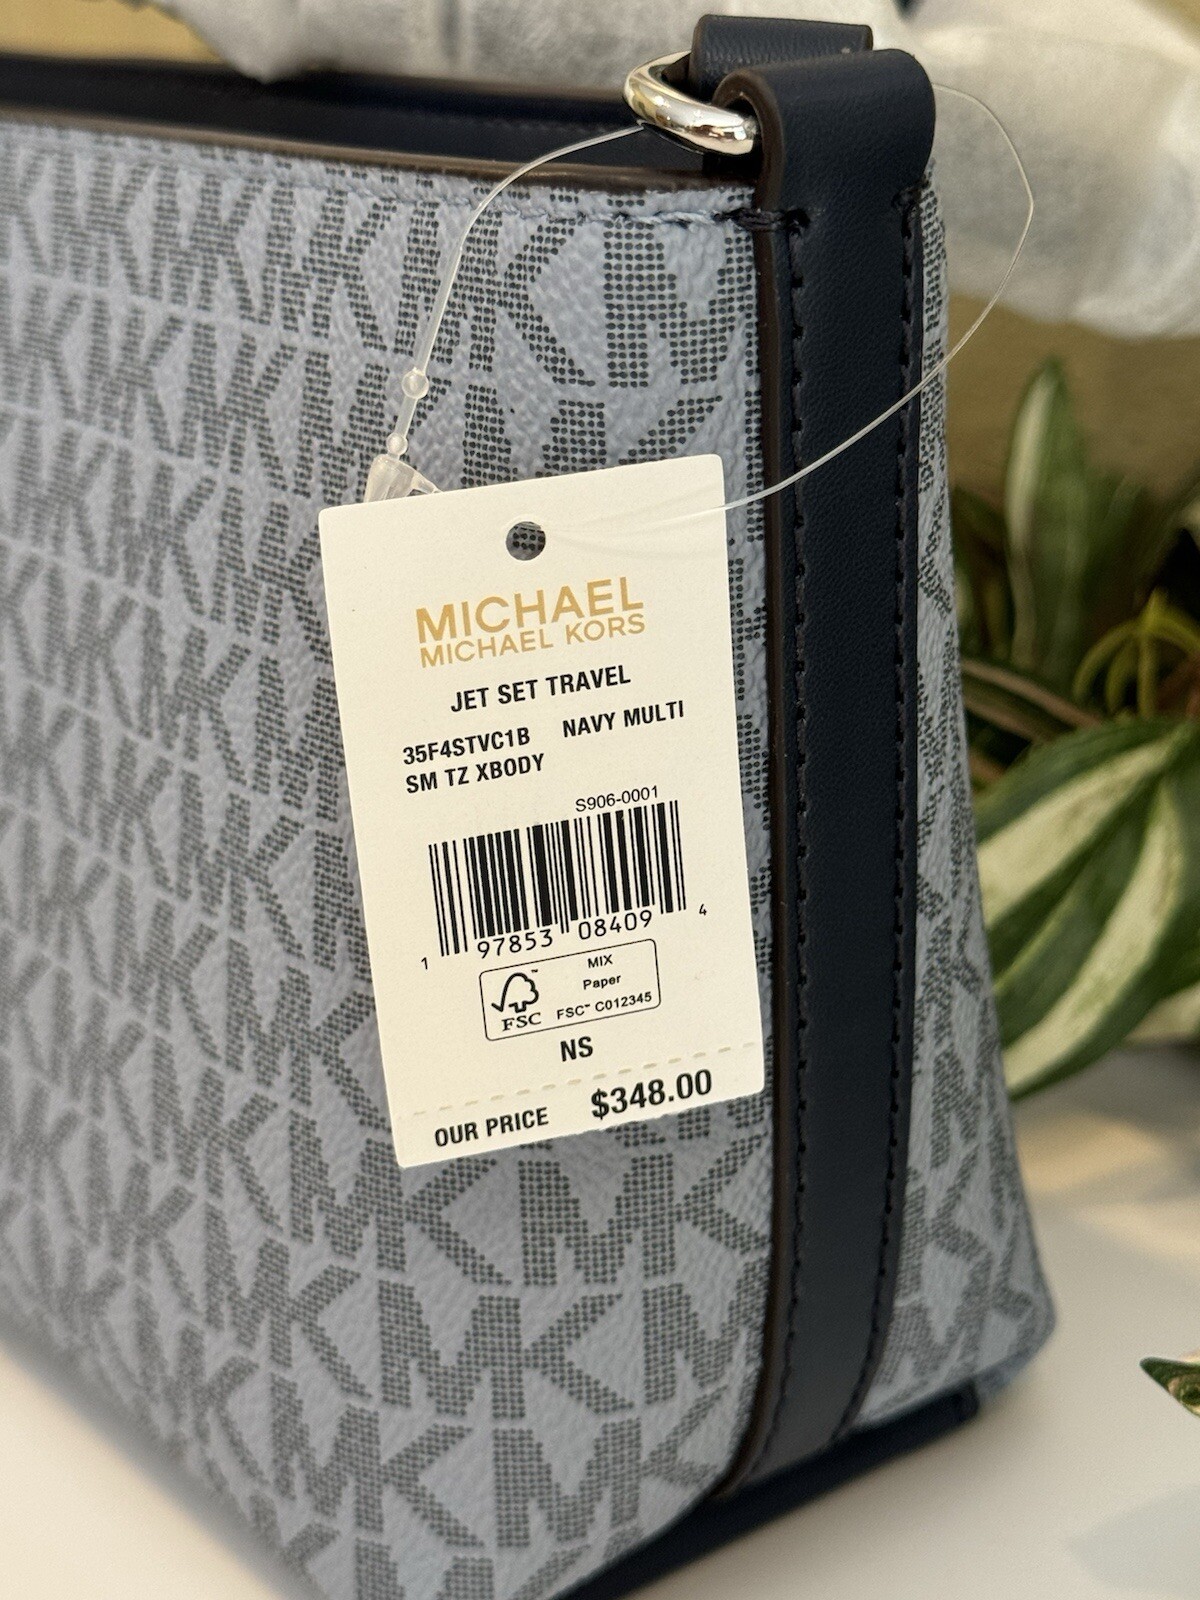 MICHAEL
MICHAEL KORS
JET SET TRAVEL
35F4STVC1B NAVY MULTI
SM TZ XBODY
S906-0001
1 97853 08409 4
MIX
Paper
FSC™ C012345
FSC
NS
OUR PRICE $348.00